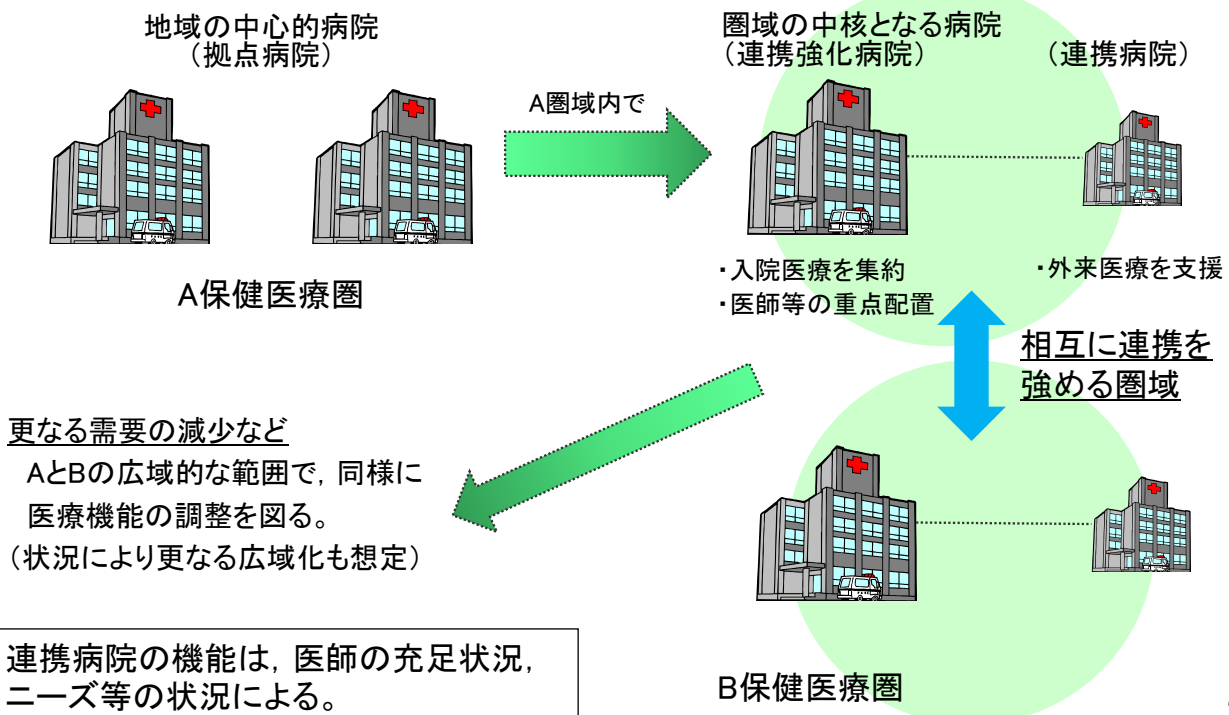 地域の中心的病院
（拠点病院）
A保健医療圏
A圏域内で
圏域の中核となる病院
（連携強化病院）
（連携病院）
・入院医療を集約
・医師等の重点配置
・外来医療を支援
相互に連携を
強める圏域
更なる需要の減少など
AとBの広域的な範囲で，同様に
医療機能の調整を図る。
（状況により更なる広域化も想定）
連携病院の機能は，医師の充足状況，
ニーズ等の状況による。
B保健医療圏